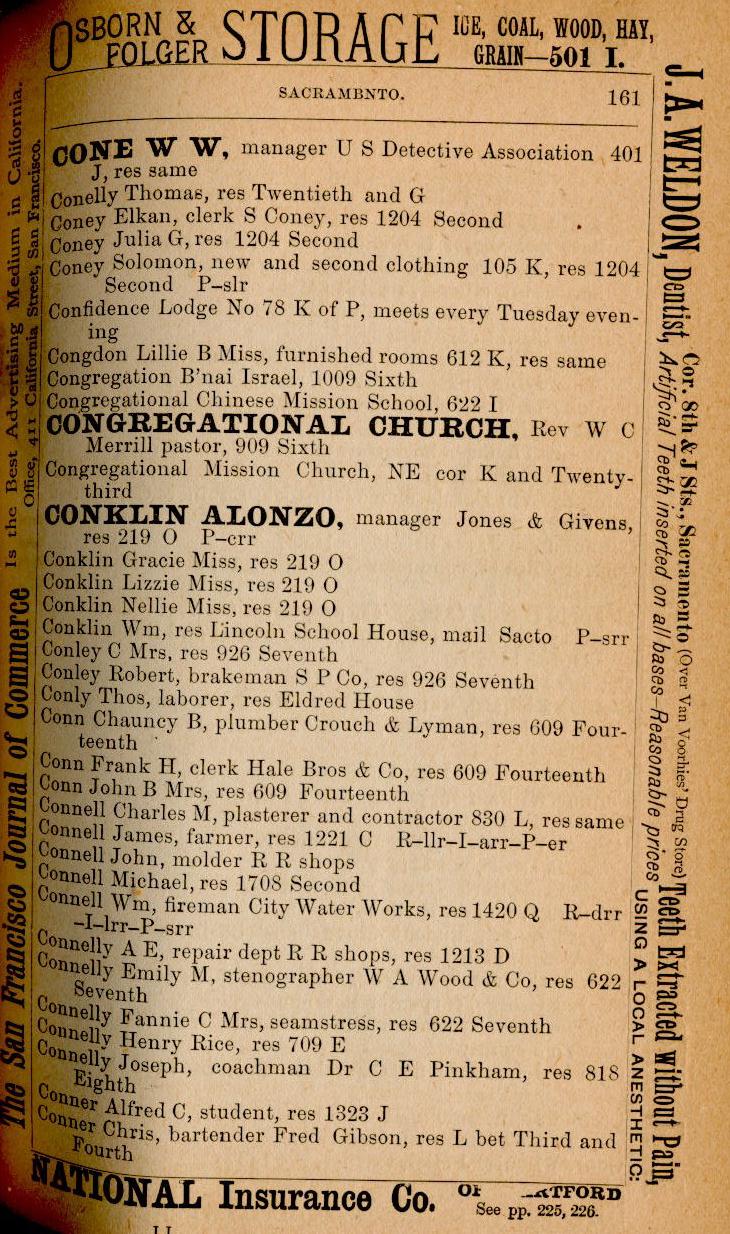 OSBORN & FOLGER STORAGE ICE, COAL, WOOD, HAY,
GRAIN—501 I.
SACRAMENTO. 161
CONE W W, manager U S Detective Association 401
J, res same
Conelly Thomas, res Twentieth and G
Coney Elkan, clerk S Coney, res 1204 Second
Coney Julia G, res 1204 Second
Coney Solomon, new and second clothing 105 K, res 1204
Second P-slr
Confidence Lodge No 78 K of P, meets every Tuesday even-
ing
Congdon Lillie B Miss, furnished rooms 612 K, res same
Congregation B'nai Israel, 1009 Sixth
Congregational Chinese Mission School, 622 I
CONGREGATIONAL CHURCH, Rev W C
Merrill pastor, 909 Sixth
Congregational Mission Church, NE cor K and Twenty-
third
CONKLIN ALONZO, manager Jones & Givens,
res 219 O P-crr
Conklin Gracie Miss, res 219 O
Conklin Lizzie Miss, res 219 O
Conklin Nellie Miss, res 219 O
Conklin Wm, res Lincoln School House, mail Sacto P-srr
Conley C Mrs, res 926 Seventh
Conley Robert, brakeman S P Co, res 926 Seventh
Conly Thos, laborer, res Eldred House
Conn Chauncy B, plumber Crouch & Lyman, res 609 Four-
teenth
Conn Frank H, clerk Hale Bros & Co, res 609 Fourteenth
Conn John B Mrs, res 609 Fourteenth
Connell Charles M, plasterer and contractor 830 L, res same
Connell James, farmer, res 1221 C R-llr-I-arr-P-er
Connell John, molder R R shops
Connell Michael, res 1708 Second
Connell Wm, fireman City Water Works, res 1420 Q R-drr
-I-lrr-P-srr
Connelly A E, repair dept R R shops, res 1213 D
Connelly Emily M, stenographer W A Wood & Co, res 622
Seventh
Connelly Fannie C Mrs, seamstress, res 622 Seventh
Connelly Henry Rice, res 709 E
Connelly Joseph, coachman Dr C E Pinkham, res 818
Eighth
Conner Alfred C, student, res 1323 J
Conner Chris, bartender Fred Gibson, res L bet Third and
Fourth
NATIONAL Insurance Co. OF TFORD
See pp. 225, 226.
The San Francisco Journal of Commerce Is the Best Advertising Medium in California.
Office, 411 California Street, San Francisco.
J. A. WELDON, Dentist, Cor. 8th & J Sts., Sacramento (Over Van Voorhies' Drug Store) Teeth Extracted without Pain,
Artificial Teeth inserted on all bases—Reasonable prices USING A LOCAL ANESTHETIC: